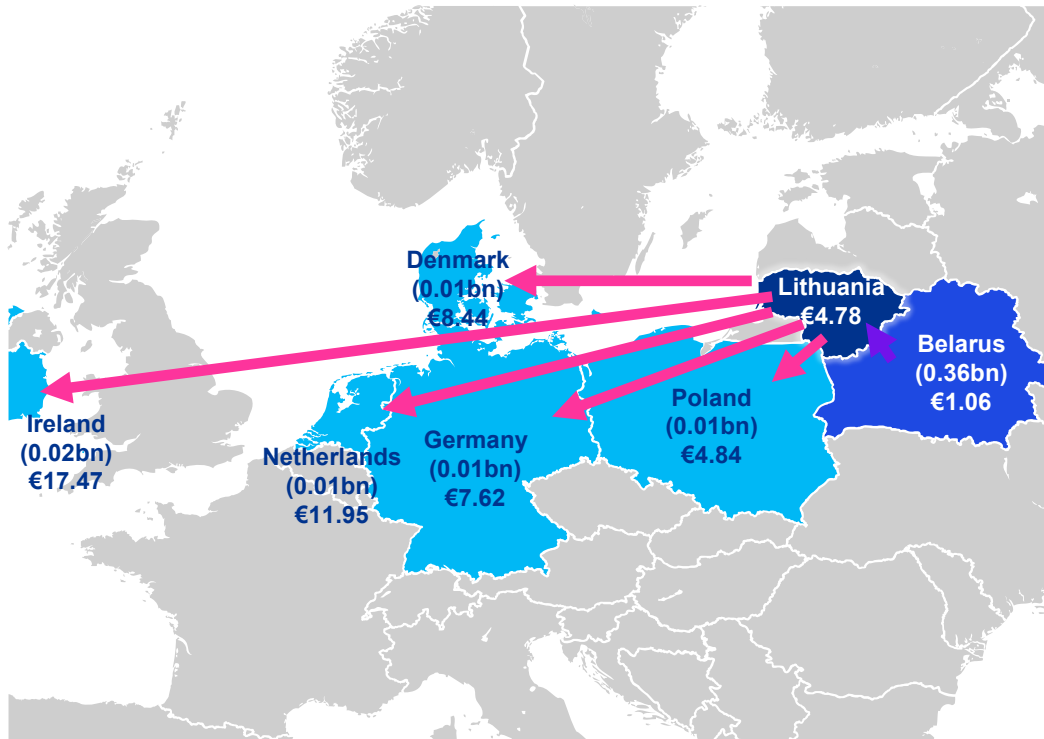 Denmark
(0.01bn)
€8.44
Lithuania
€4.78
Belarus
(0.36bn)
€1.06
Ireland
(0.02bn)
€17.47
Netherlands
(0.01bn)
€11.95
Germany
(0.01bn)
€7.62
Poland
(0.01bn)
€4.84